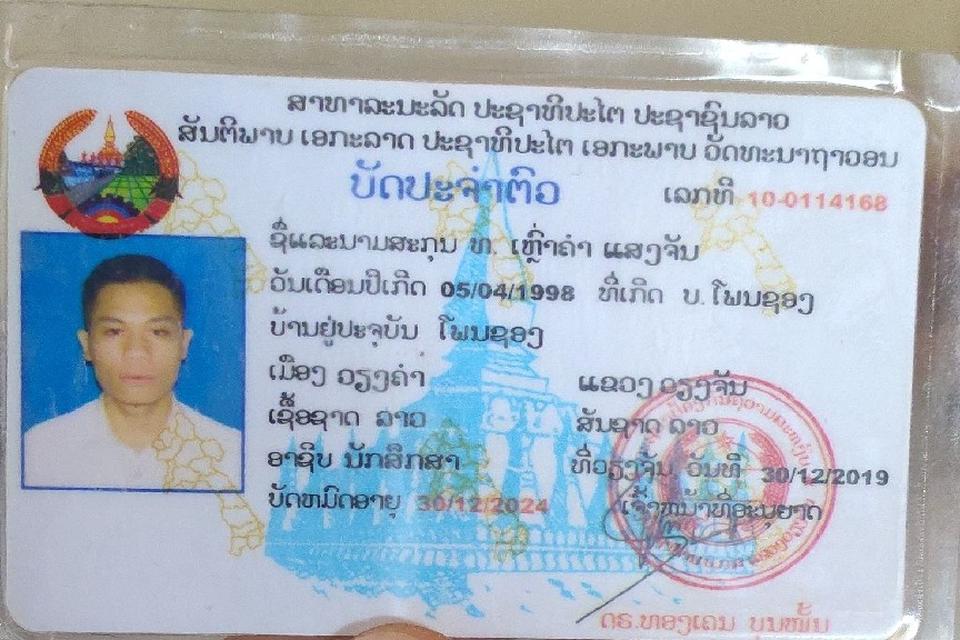 ສາທາລະນະລັດ ປະຊາທິປະໄຕ ປະຊາຊົນລາວ
ສັນຕິພາບ ເອກະລາດ ປະຊາທິປະໄຕ ເອກະພາບ ວັດທະນາຖາວອນ
ບັດປະຈຳຕົວ ເລກທີ 10-0114168
ຊື່ແລະນາມສະກຸນ ທ. ເຫຼົ່າຄຳ ແສງຈັນ
ວັນເດືອນປີເກີດ 05/04/1998 ທີ່ເກີດ ບ. ໂພນຊອງ
ບ້ານຢູ່ປະຈຸບັນ ໂພນຊອງ
ເມືອງ ວຽງຄຳ ແຂວງ ວຽງຈັນ
ເຊື້ອຊາດ ລາວ ສັນຊາດ ລາວ
ອາຊີບ ນັກສຶກສາ ທີ່ວຽງຈັນ ວັນທີ 30/12/2019
ບັດຫມົດອາຍຸ 30/12/2024 ເຈົ້າຫນ້າທີ່ອະນຸຍາດ
ດຣ.ທອງເຄນ ບຸນໜັ້ນ